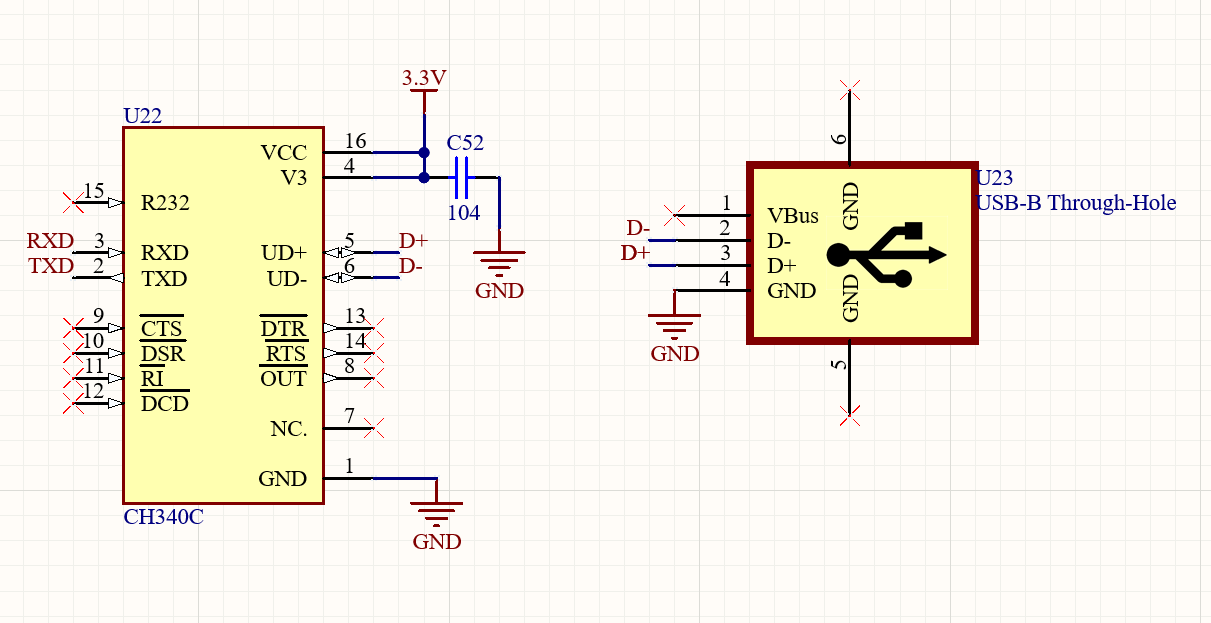 3.3V
U22
VCC
16
V3
4
C52
104
GND
15
R232
RXD
3
RXD
TXD
2
TXD
UD+
5
D+
UD-
6
D-
9
CTS
10
DSR
11
RI
12
DCD
DTR
13
RTS
14
OUT
8
NC.
7
GND
1
GND
CH340C
6
GND
U23
USB-B Through-Hole
1
VBus
D-
2
D-
D+
3
D+
4
GND
GND
GND
5